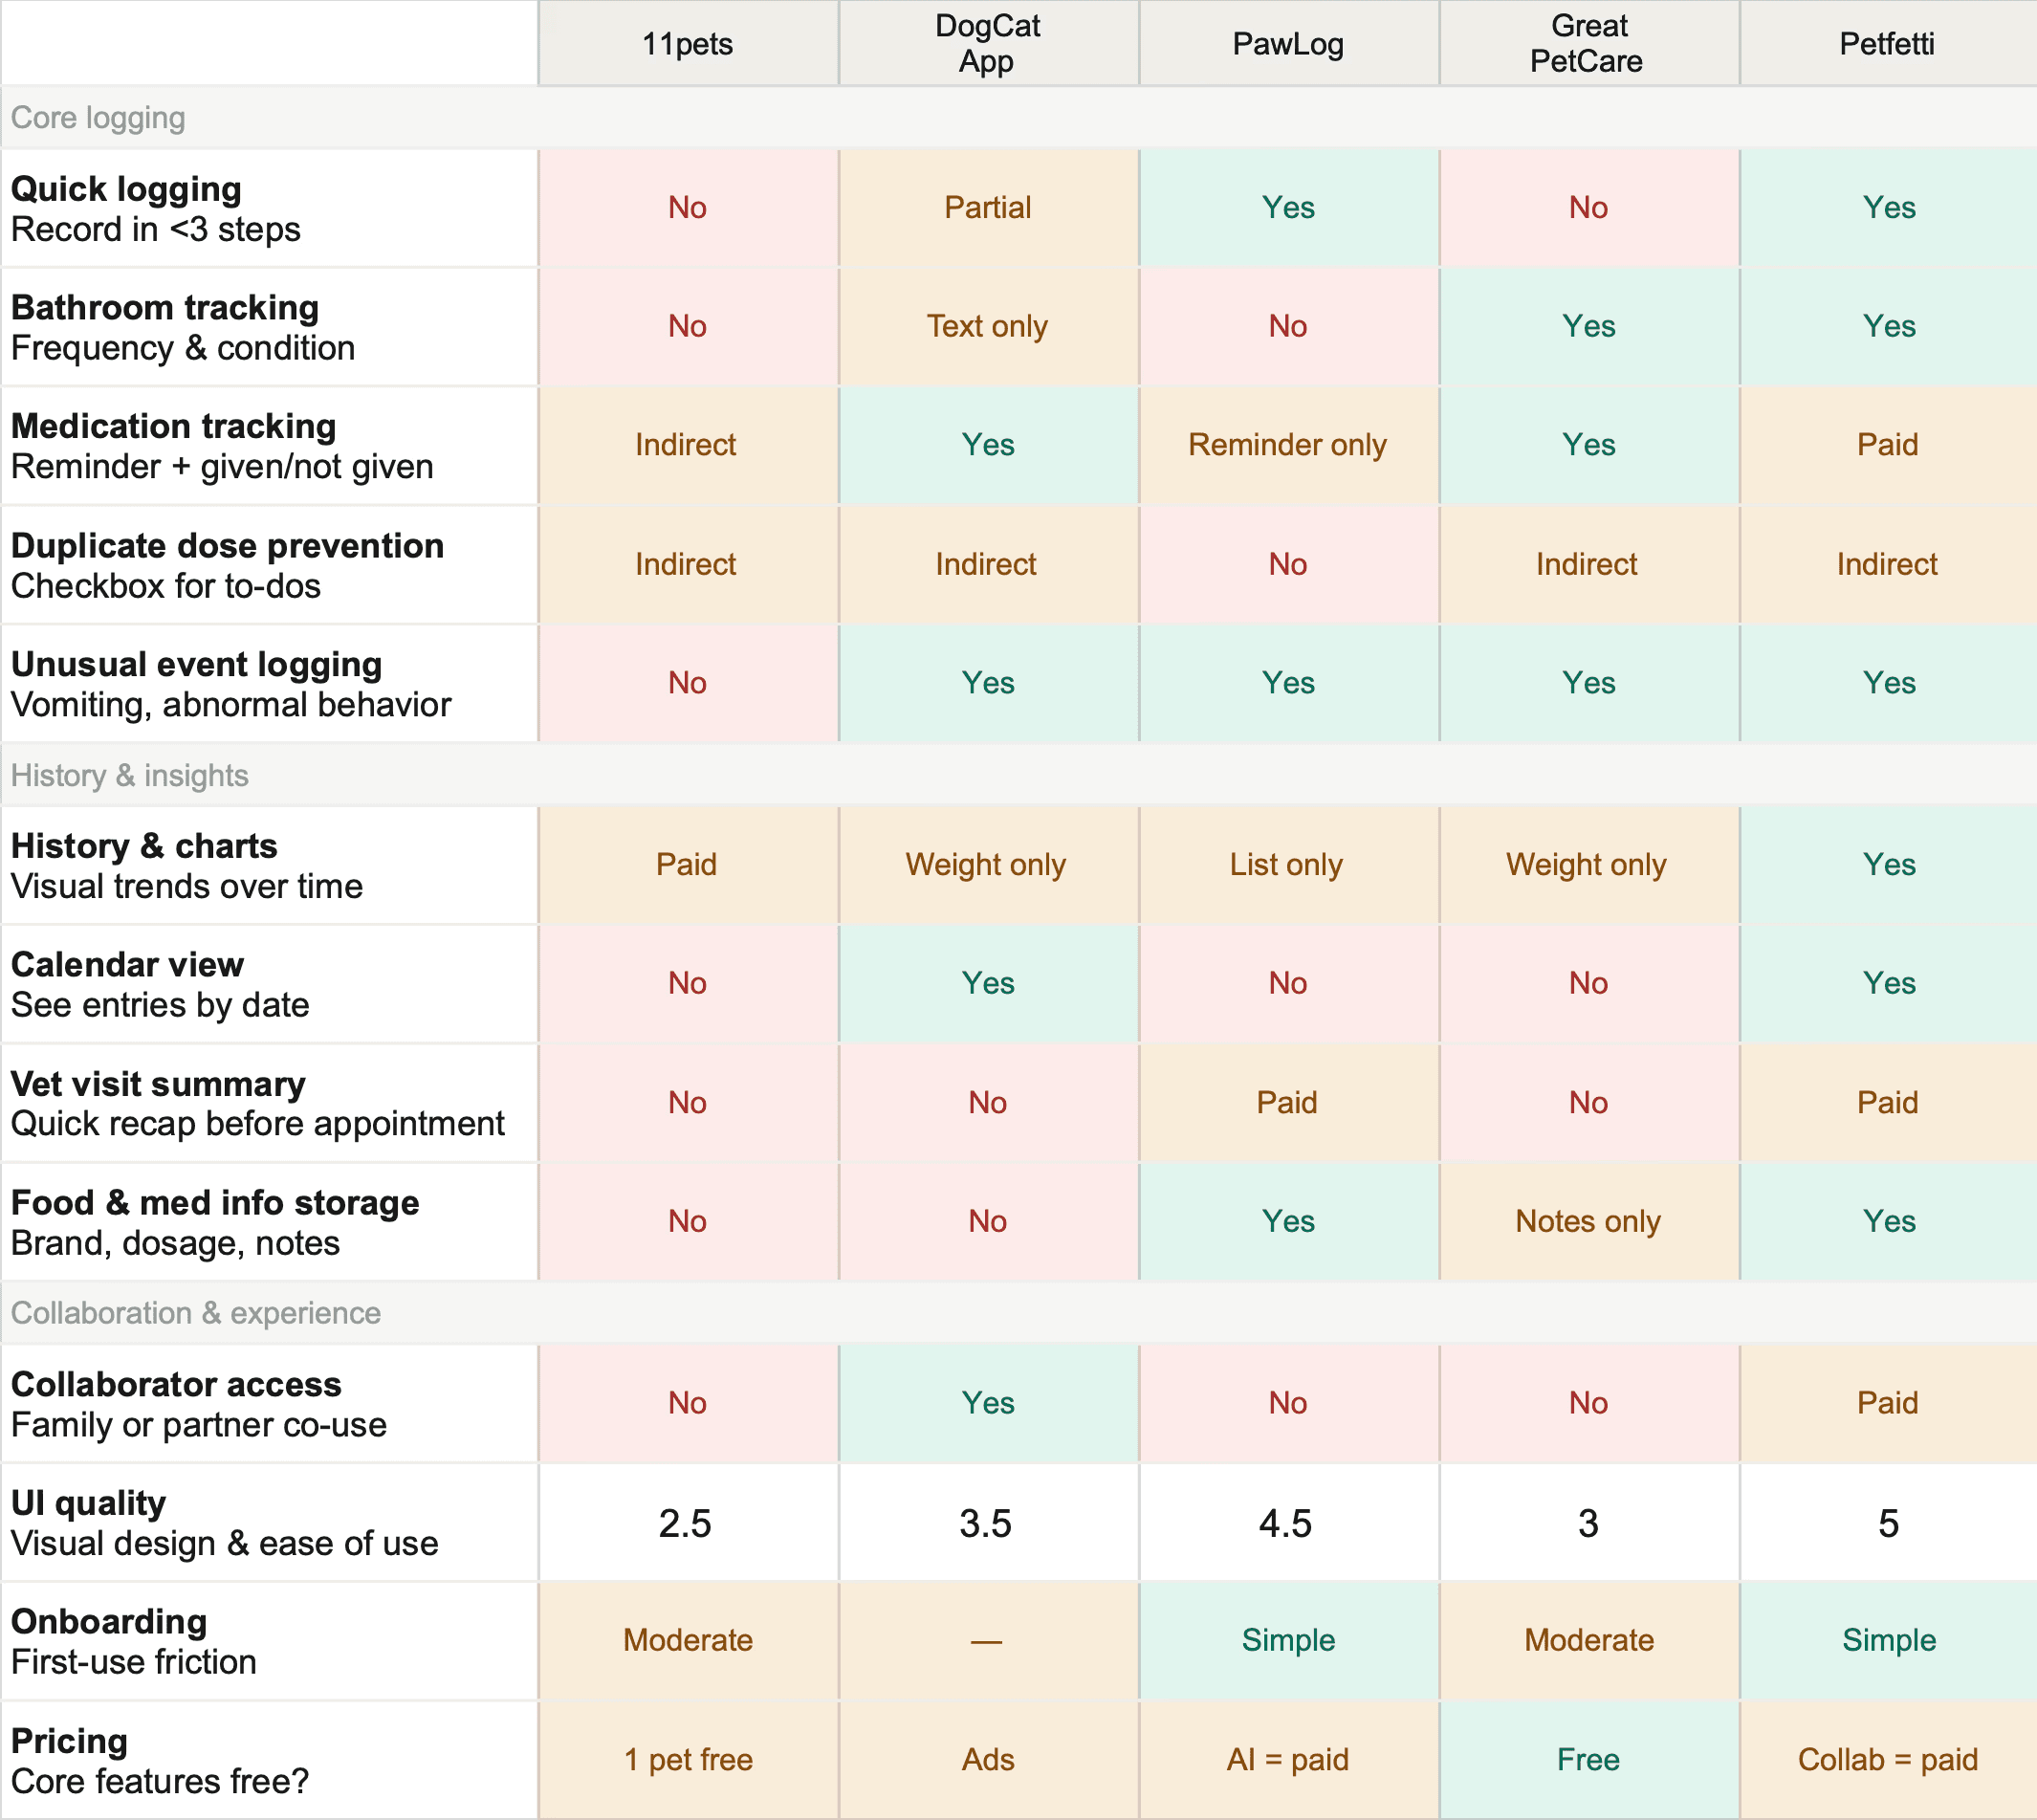 11pets
DogCat
App
PawLog
Great
PetCare
Petfetti
Core logging
Quick logging
Record in <3 steps
No
Partial
Yes
No
Yes
Bathroom tracking
Frequency & condition
No
Text only
No
Yes
Yes
Medication tracking
Reminder + given/not given
Indirect
Yes
Reminder only
Yes
Paid
Duplicate dose prevention
Checkbox for to-dos
Indirect
Indirect
No
Indirect
Indirect
Unusual event logging
Vomiting, abnormal behavior
No
Yes
Yes
Yes
Yes
History & insights
History & charts
Visual trends over time
Paid
Weight only
List only
Weight only
Yes
Calendar view
See entries by date
No
Yes
No
No
Yes
Vet visit summary
Quick recap before appointment
No
No
Paid
No
Paid
Food & med info storage
Brand, dosage, notes
No
No
Yes
Notes only
Yes
Collaboration & experience
Collaborator access
Family or partner co-use
No
Yes
No
No
Paid
UI quality
Visual design & ease of use
2.5
3.5
4.5
3
5
Onboarding
First-use friction
Moderate
—
Simple
Moderate
Simple
Pricing
Core features free?
1 pet free
Ads
AI = paid
Free
Collab = paid